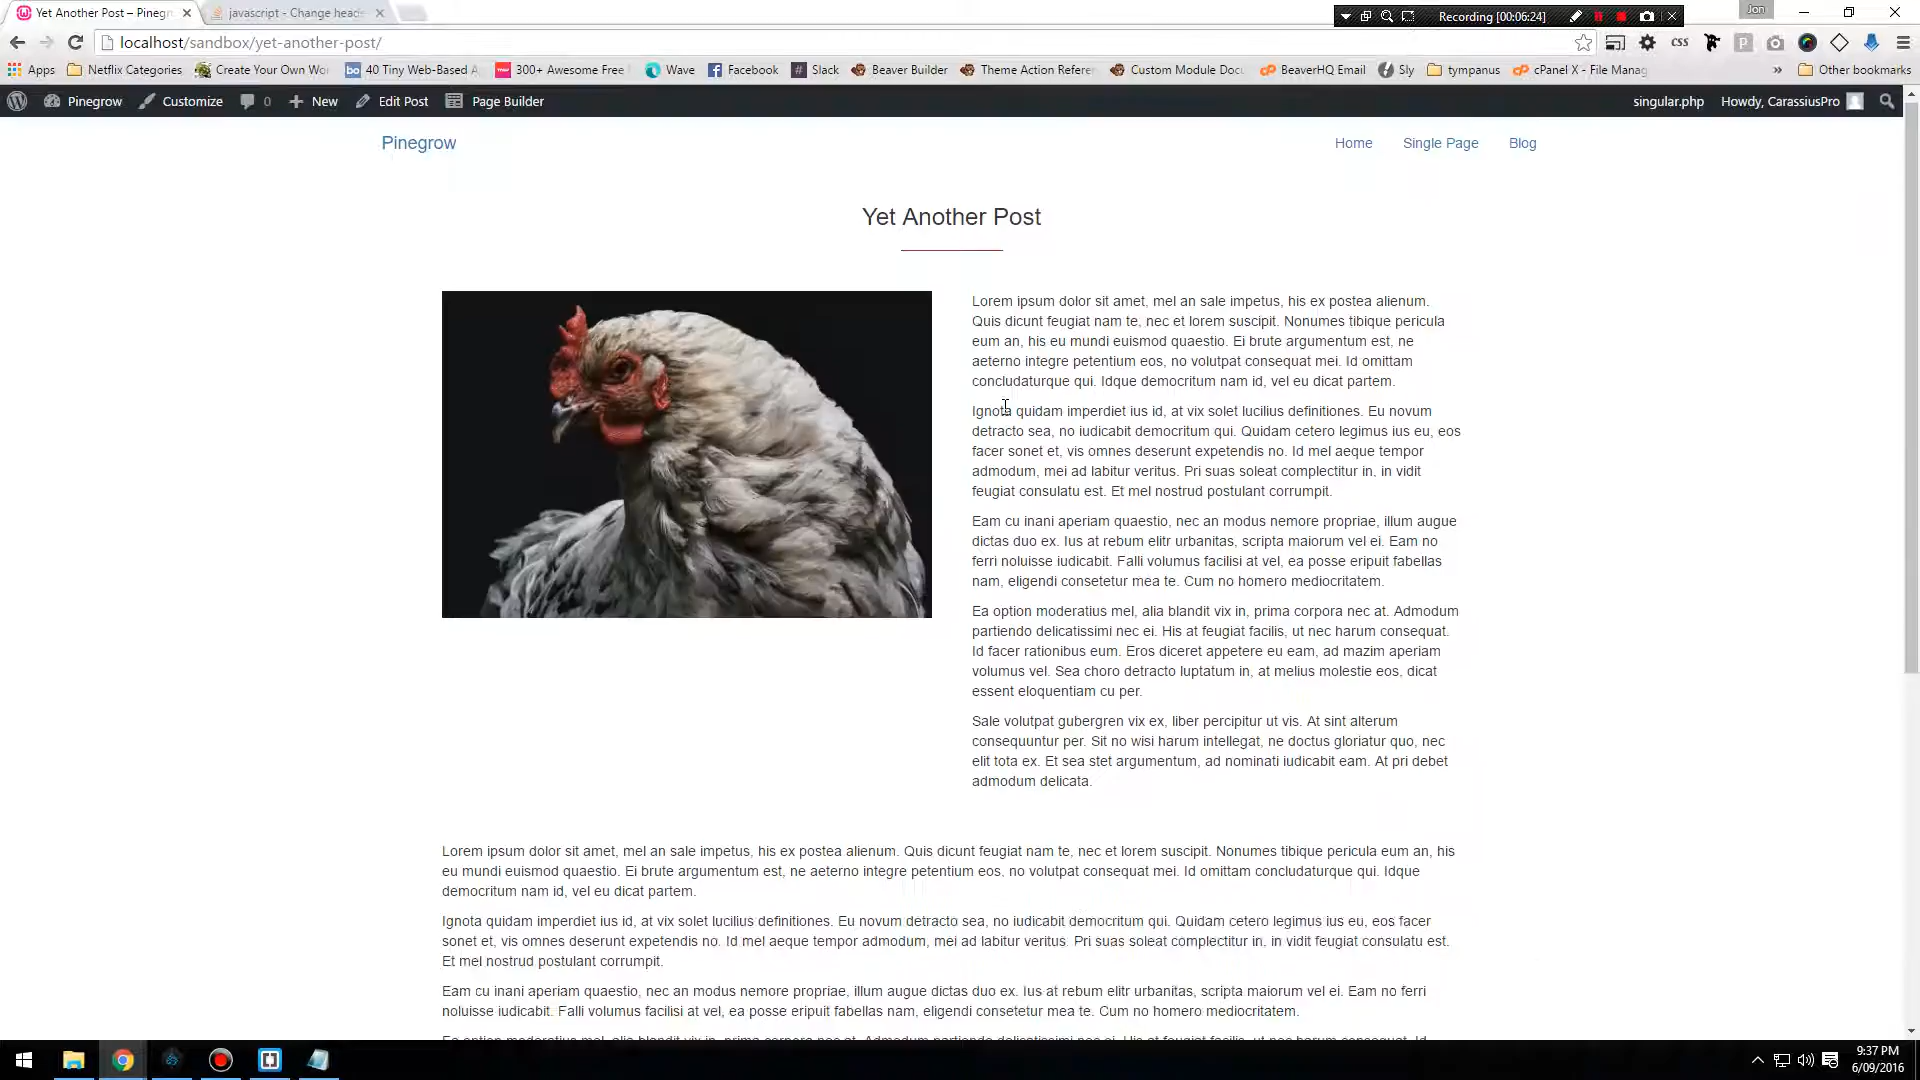 Yet Another Post – Pinegr
javascript - Change head
Recording [00:06:24]
Jon
localhost/sandbox/yet-another-post/
CSS
Apps
Netflix Categories
Create Your Own Wo
bo 40 Tiny Web-Based A
300+ Awesome Free
Wave
Facebook
Slack
Beaver Builder
Theme Action Refere
Custom Module Doc
BeaverHQ Email
Sly
tympanus
cPanel X - File Manag
» Other bookmarks
Pinegrow
Customize
0
New
Edit Post
Page Builder
singular.php
Howdy, CarassiusPro
Pinegrow
Home
Single Page
Blog
Yet Another Post
Lorem ipsum dolor sit amet, mel an sale impetus, his ex postea alienum.
Quis dicunt feugiat nam te, nec et lorem suscipit. Nonumes tibique pericula
eum an, his eu mundi euismod quaestio. Ei brute argumentum est, ne
aeterno integre petentium eos, no volutpat consequat mei. Id omittam
concludaturque qui. Idque democritum nam id, vel eu dicat partem.
Ignota quidam imperdiet ius id, at vix solet lucilius definitiones. Eu novum
detracto sea, no iudicabit democritum qui. Quidam cetero legimus ius eu, eos
facer sonet et, vis omnes deserunt expetendis no. Id mel aeque tempor
admodum, mei ad labitur veritus. Pri suas soleat complectitur in, in vidit
feugiat consulatu est. Et mel nostrud postulant corrumpit.
Eam cu inani aperiam quaestio, nec an modus nemore propriae, illum augue
dictas duo ex. Ius at rebum elitr urbanitas, scripta maiorum vel ei. Eam no
ferri noluisse iudicabit. Falli volumus facilisi at vel, ea posse eripuit fabellas
nam, eligendi consetetur mea te. Cum no homero mediocritatem.
Ea option moderatius mel, alia blandit vix in, prima corpora nec at. Admodum
partiendo delicatissimi nec ei. His at feugiat facilis, ut nec harum consequat.
Id facer rationibus eum. Eros diceret appetere eu eam, ad mazim aperiam
volumus vel. Sea choro detracto luptatum in, at melius molestie eos, dicat
essent eloquentiam cu per.
Sale volutpat gubergren vix ex, liber percipitur ut vis. At sint alterum
consequuntur per. Sit no wisi harum intellegat, ne doctus gloriatur quo, nec
elit tota ex. Et sea stet argumentum, ad nominati iudicabit eam. At pri debet
admodum delicata.
Lorem ipsum dolor sit amet, mel an sale impetus, his ex postea alienum. Quis dicunt feugiat nam te, nec et lorem suscipit. Nonumes tibique pericula eum an, his
eu mundi euismod quaestio. Ei brute argumentum est, ne aeterno integre petentium eos, no volutpat consequat mei. Id omittam concludaturque qui. Idque
democritum nam id, vel eu dicat partem.
Ignota quidam imperdiet ius id, at vix solet lucilius definitiones. Eu novum detracto sea, no iudicabit democritum qui. Quidam cetero legimus ius eu, eos facer
sonet et, vis omnes deserunt expetendis no. Id mel aeque tempor admodum, mei ad labitur veritus. Pri suas soleat complectitur in, in vidit feugiat consulatu est.
Et mel nostrud postulant corrumpit.
Eam cu inani aperiam quaestio, nec an modus nemore propriae, illum augue dictas duo ex. Ius at rebum elitr urbanitas, scripta maiorum vel ei. Eam no ferri
noluisse iudicabit. Falli volumus facilisi at vel, ea posse eripuit fabellas nam, eligendi consetetur mea te. Cum no homero mediocritatem.
9:37 PM
6/09/2016